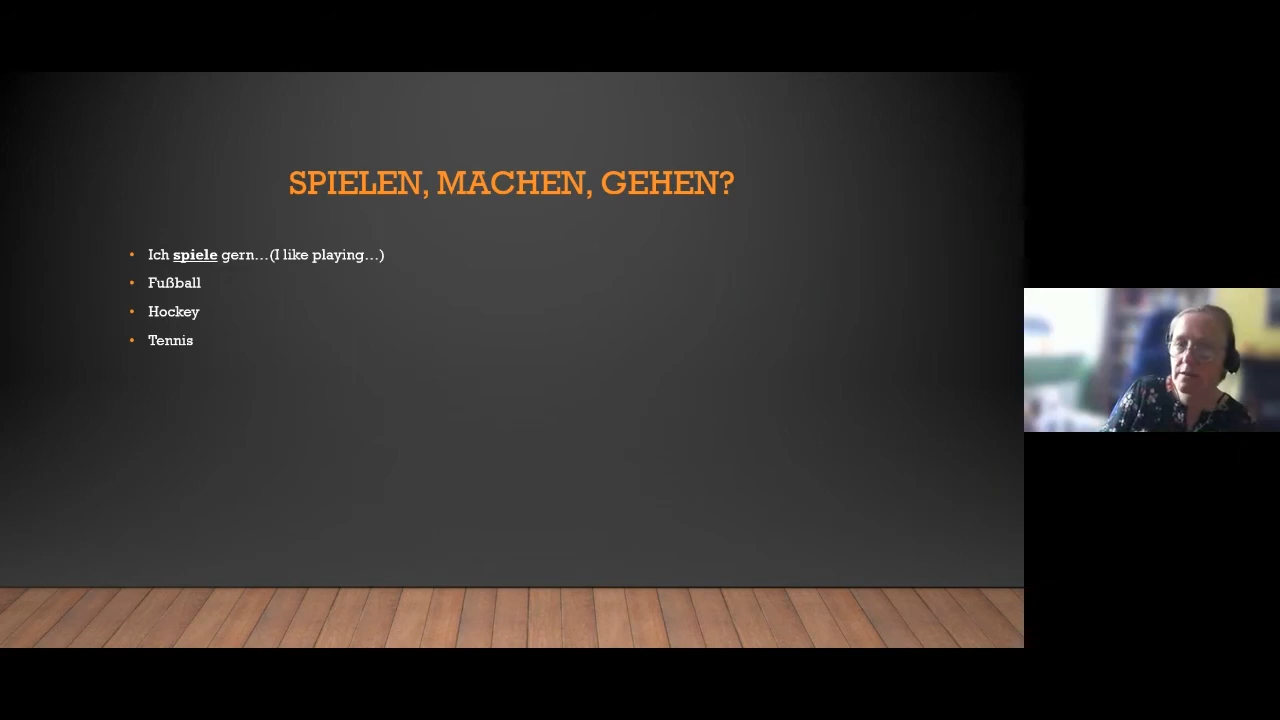 SPIELEN, MACHEN, GEHEN?
• Ich spiele gern...(I like playing...)
• Fußball
• Hockey
• Tennis